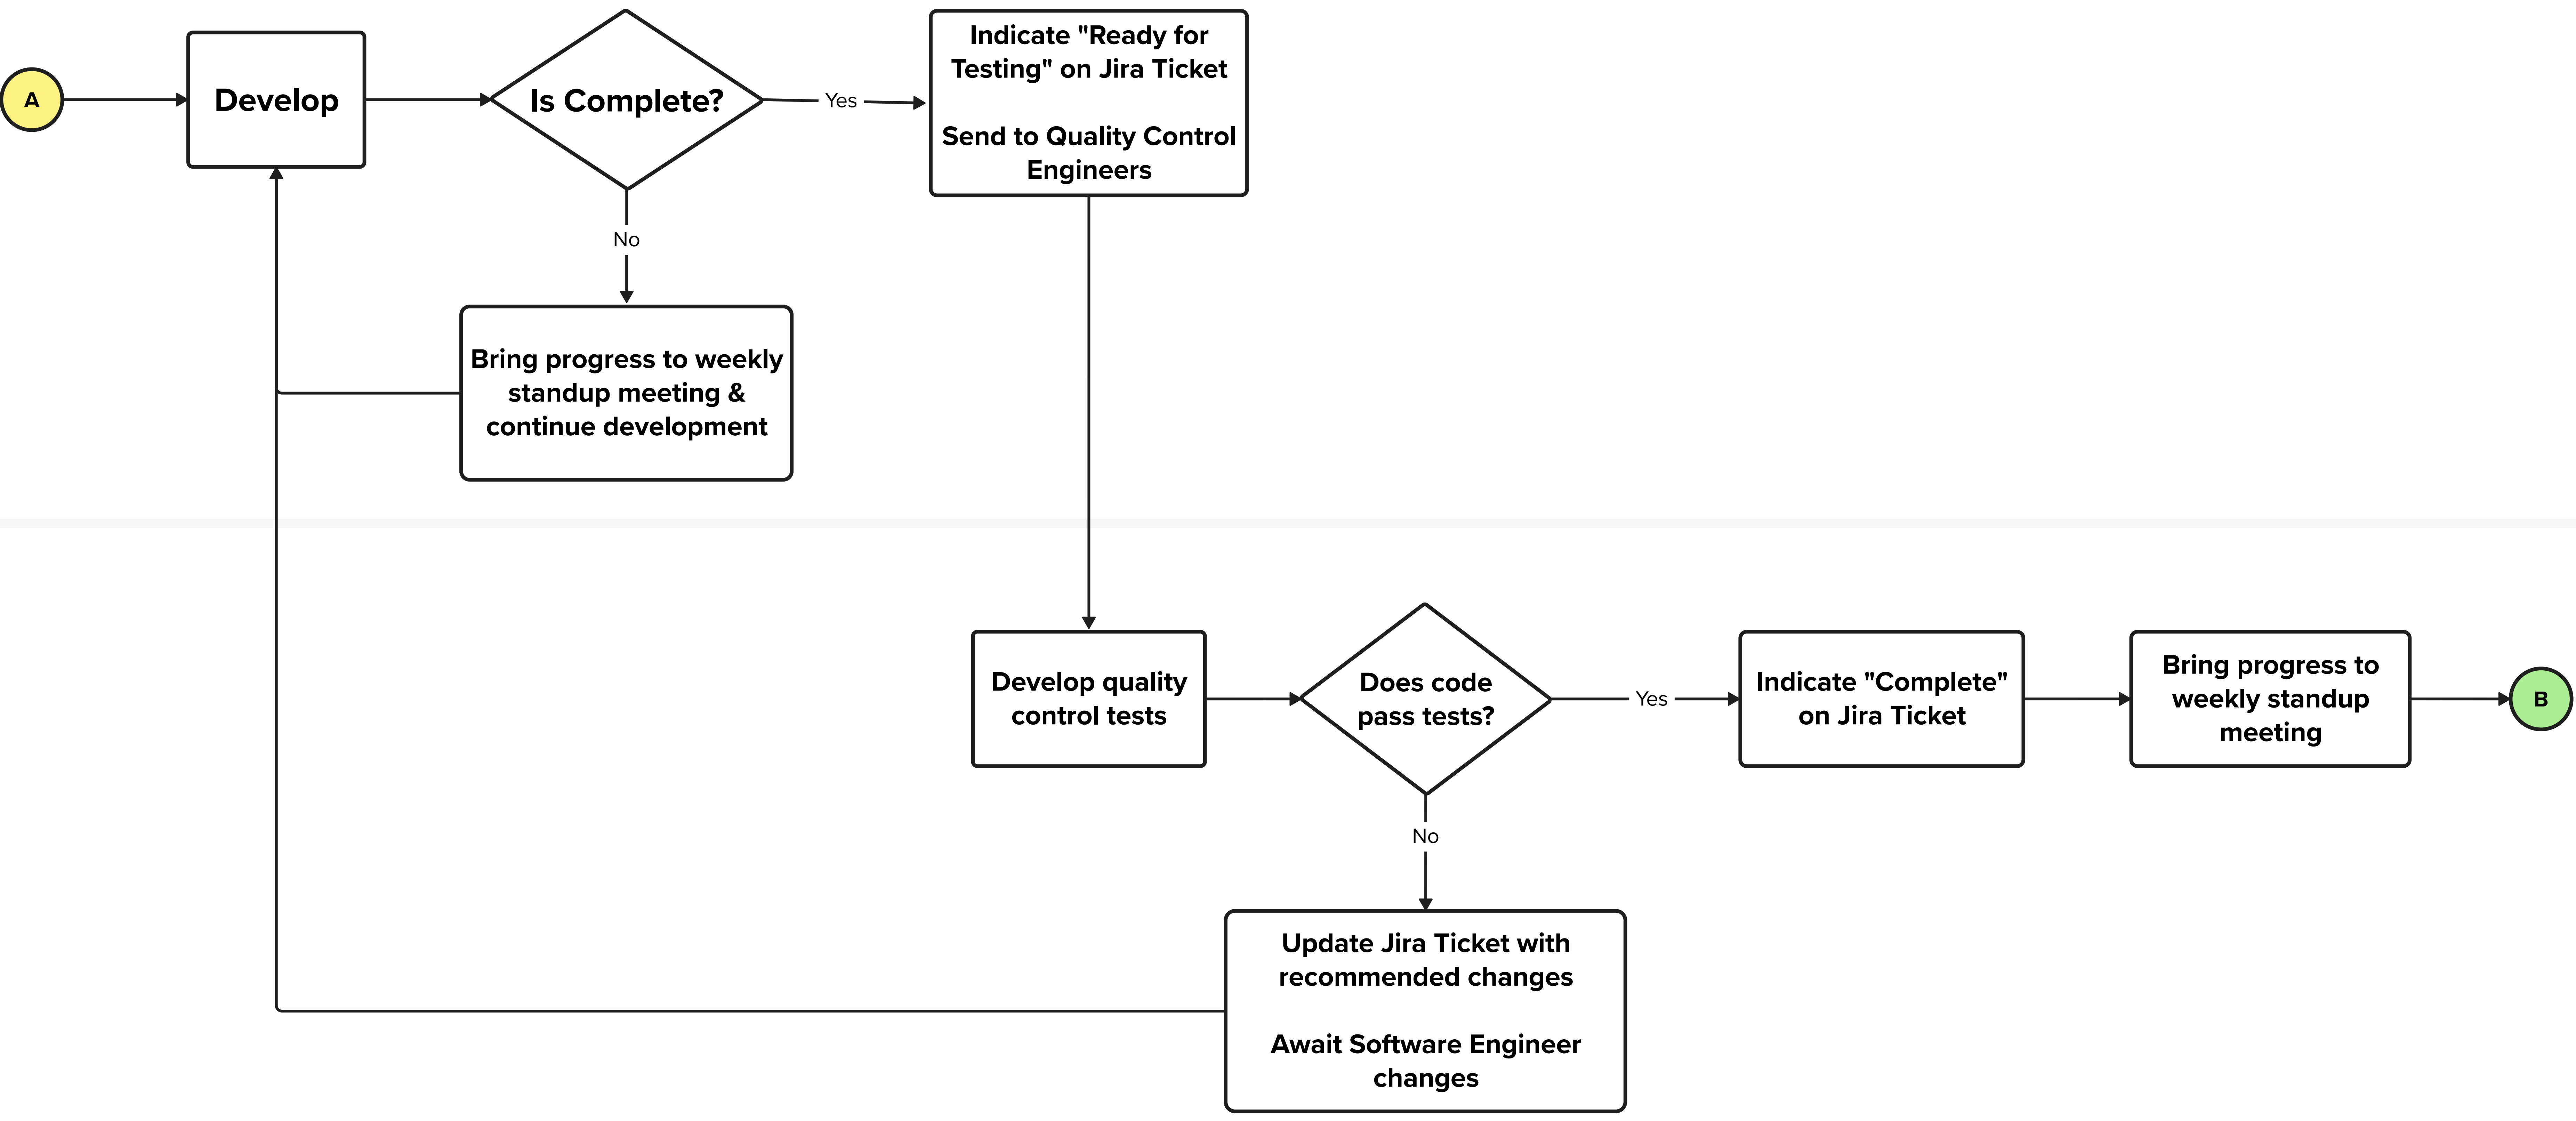 A
Develop
Is Complete?
Yes
Indicate "Ready for
Testing" on Jira Ticket
Send to Quality Control
Engineers
No
Bring progress to weekly
standup meeting &
continue development
Develop quality
control tests
Does code
pass tests?
Yes
Indicate "Complete"
on Jira Ticket
Bring progress to
weekly standup
meeting
B
No
Update Jira Ticket with
recommended changes
Await Software Engineer
changes